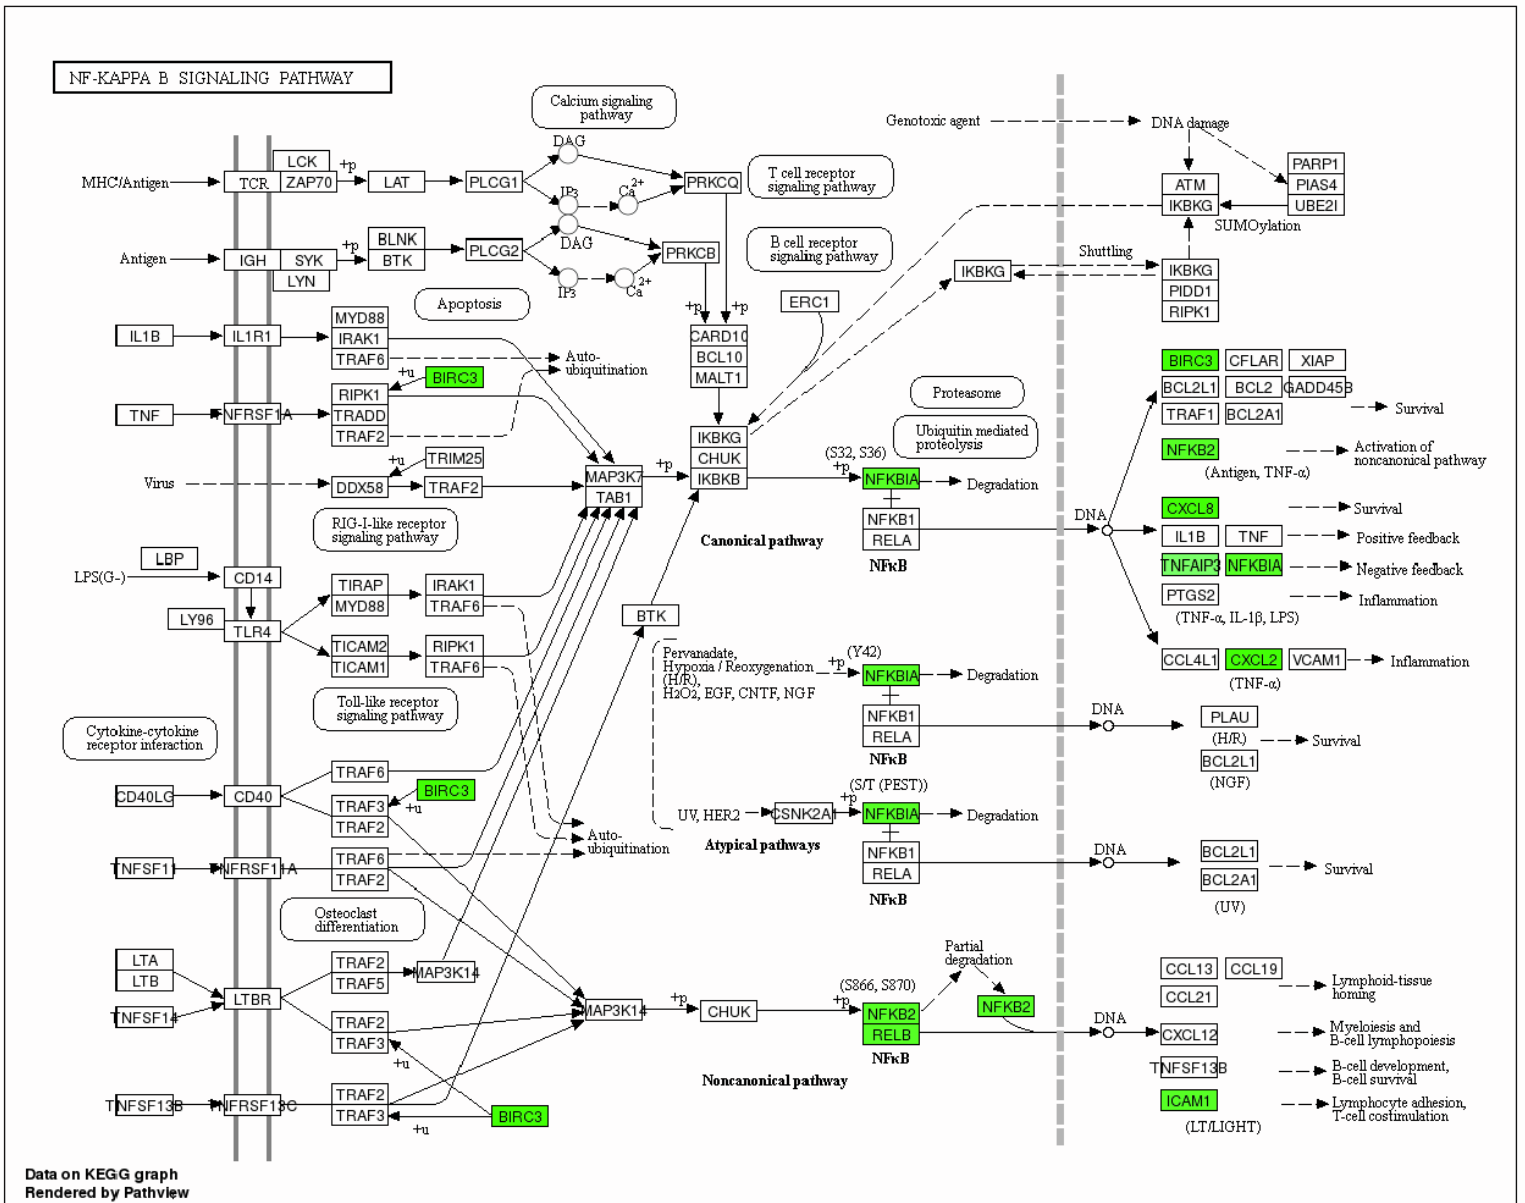 NF-KAPPA B SIGNALING PATHWAY
Calcium signaling
pathway
Genotoxic agent
DNA damage
MHC/Antigen
TCR
LCK
ZAP70
+p
LAT
PLCG1
DAG
IP3
Ca2+
PRKCQ
T cell receptor
signaling pathway
ATM
IKBKG
PARP1
PIAS4
UBE2I
SUMOylation
Antigen
IGH
SYK
LYN
+p
BLNK
BTK
PLCG2
DAG
IP3
Ca2+
PRKCB
B cell receptor
signaling pathway
IKBKG
Shuttling
IKBKG
PIDD1
RIPK1
Apoptosis
+p
+p
ERC1
IL1B
IL1R1
MYD88
IRAK1
TRAF6
Auto-
ubiquitination
CARD10
BCL10
MALT1
BIRC3
CFLAR
XIAP
BCL2L1
BCL2
GADD45B
TRAF1
BCL2A1
Survival
+u
BIRC3
TNF
TNFRSF1A
RIPK1
TRADD
TRAF2
Proteasome
Ubiquitin mediated
proteolysis
IKBKG
CHUK
IKBKB
NFKB2
Activation of
noncanonical pathway
(Antigen, TNF-α)
+u
TRIM25
Virus
DDX58
TRAF2
MAP3K7
TAB1
+p
(S32, S36)
+p
NFKBIA
Degradation
NFKB1
RELA
NFκB
Canonical pathway
DNA
CXCL8
Survival
IL1B
TNF
Positive feedback
TNFAIP3
NFKBIA
Negative feedback
PTGS2
Inflammation
(TNF-α, IL-1β, LPS)
RIG-I-like receptor
signaling pathway
LBP
LPS(G-)
CD14
LY96
TLR4
TIRAP
MYD88
IRAK1
TRAF6
TICAM2
TICAM1
RIPK1
TRAF6
BTK
CCL4L1
CXCL2
VCAM1
Inflammation
(TNF-α)
Pervanadate,
Hypoxia / Reoxygenation
(H/R),
H2O2, EGF, CNTF, NGF
+p
(Y42)
NFKBIA
Degradation
NFKB1
RELA
NFκB
DNA
PLAU
(H/R)
BCL2L1
(NGF)
Survival
Toll-like receptor
signaling pathway
Cytokine-cytokine
receptor interaction
CD40LG
CD40
TRAF6
TRAF3
TRAF2
BIRC3
+u
UV, HER2
CSNK2A1
+p
(S/T (PEST))
NFKBIA
Degradation
NFKB1
RELA
NFκB
Atypical pathways
DNA
BCL2L1
BCL2A1
(UV)
Survival
Auto-
ubiquitination
TNFSF11
TNFRSF11A
TRAF6
TRAF2
Osteoclast
differentiation
LTA
LTB
TNFSF14
LTBR
TRAF2
TRAF5
MAP3K14
TRAF2
TRAF3
+u
MAP3K14
+p
CHUK
(S866, S870)
+p
NFKB2
RELB
NFκB
Partial
degradation
NFKB2
DNA
Noncanonical pathway
CCL13
CCL19
CCL21
Lymphoid-tissue
homing
CXCL12
Myeloiesis and
B-cell lymphopoiesis
TNFSF13B
B-cell development,
B-cell survival
ICAM1
Lymphocyte adhesion,
T-cell costimulation
(LT/LIGHT)
TNFSF13B
TNFRSF13C
TRAF2
TRAF3
+u
BIRC3
Data on KEGG graph
Rendered by Pathview